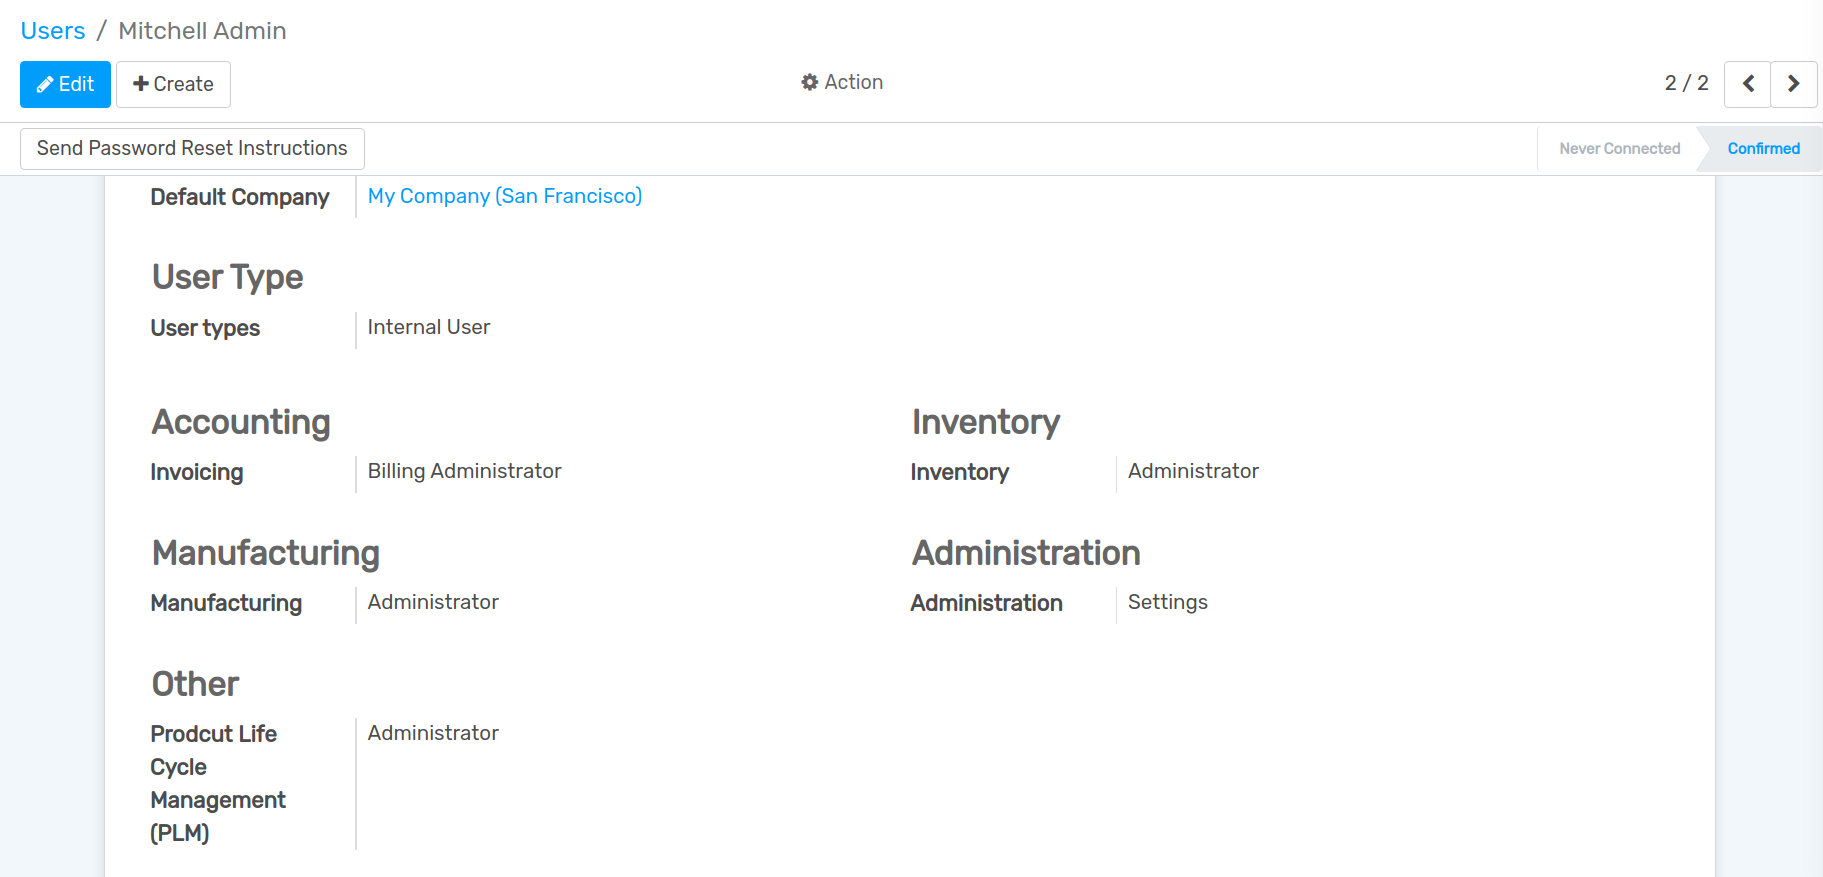 Users / Mitchell Admin
Edit
Create
Action
2 / 2
Send Password Reset Instructions
Never Connected
Confirmed
Default Company
My Company (San Francisco)
User Type
User types
Internal User
Accounting
Invoicing
Billing Administrator
Inventory
Inventory
Administrator
Manufacturing
Manufacturing
Administrator
Administration
Administration
Settings
Other
Prodcut Life
Cycle
Management
(PLM)
Administrator